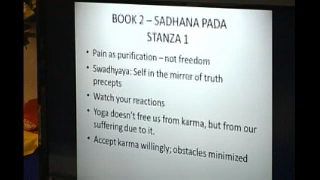 BOOK 2 – SADHANA PADA
STANZA 1
• Pain as purification – not freedom
• Swadhyaya: Self in the mirror of truth
precepts
• Watch your reactions
• Yoga doesn't free us from karma, but from our
suffering due to it.
• Accept karma willingly; obstacles minimized